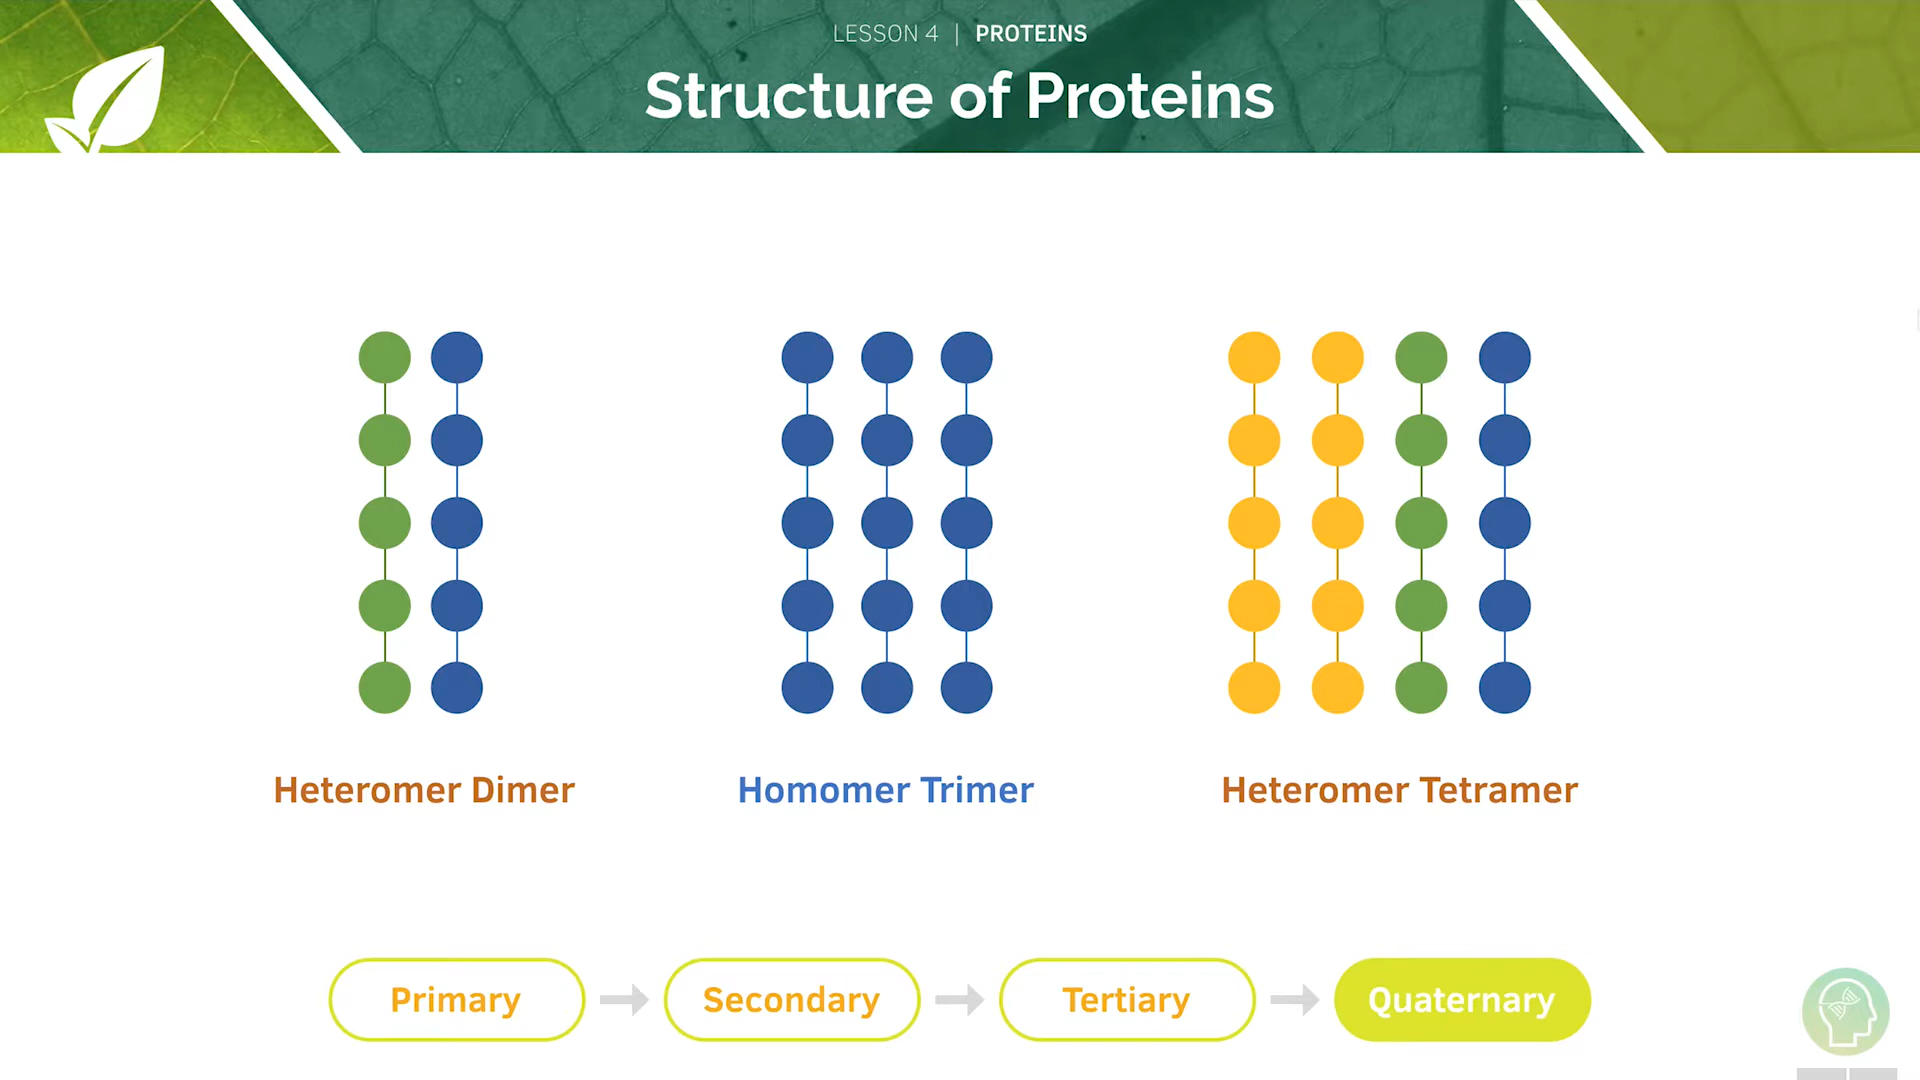 LESSON 4 | PROTEINS
Structure of Proteins
Heteromer Dimer
Homomer Trimer
Heteromer Tetramer
Primary
Secondary
Tertiary
Quaternary